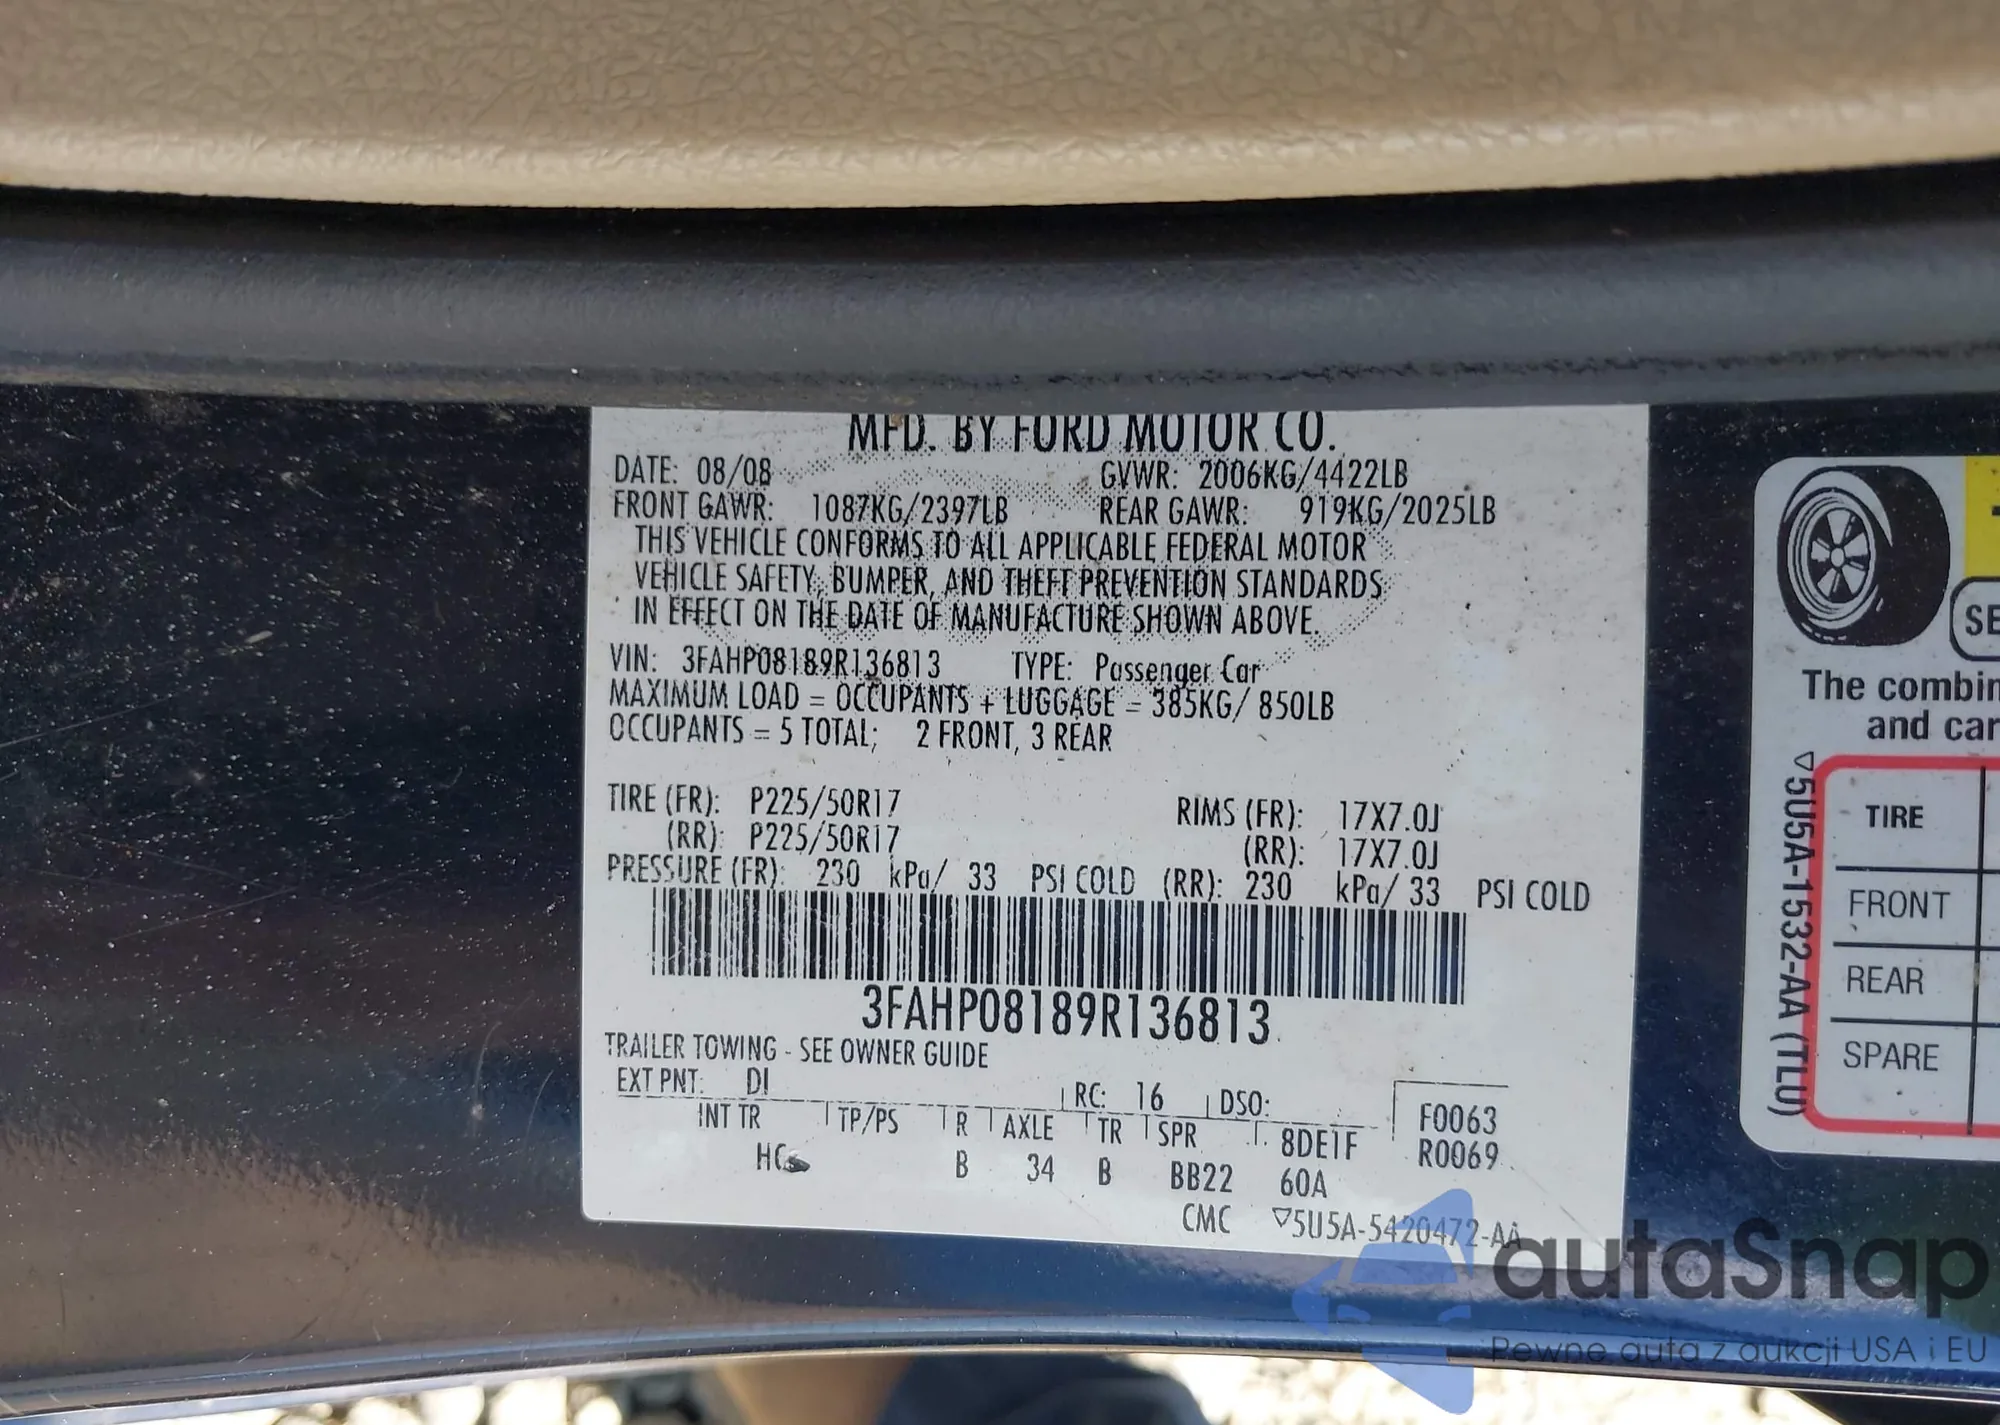 MFD. BY FORD MOTOR CO.
DATE: 08/08 GVWR: 2006KG/4422LB
FRONT GAWR: 1087KG/2397LB REAR GAWR: 919KG/2025LB
THIS VEHICLE CONFORMS TO ALL APPLICABLE FEDERAL MOTOR
VEHICLE SAFETY, BUMPER, AND THEFT PREVENTION STANDARDS
IN EFFECT ON THE DATE OF MANUFACTURE SHOWN ABOVE.
VIN: 3FAHP08189R136813 TYPE: Passenger Car
MAXIMUM LOAD = OCCUPANTS + LUGGAGE = 385KG/ 850LB
OCCUPANTS = 5 TOTAL; 2 FRONT, 3 REAR
TIRE (FR): P225/50R17 RIMS (FR): 17X7.0J
(RR): P225/50R17 (RR): 17X7.0J
PRESSURE (FR): 230 kPa/ 33 PSI COLD (RR): 230 kPa/ 33 PSI COLD
3FAHP08189R136813
TRAILER TOWING - SEE OWNER GUIDE
EXT PNT: DI RC: 16 DSO: F0063
INT TR TP/PS R AXLE TR SPR 8DE1F R0069
B 34 B BB22 60A
CMC ▽5U5A-5420472-AA
SE
The combin
and car
TIRE
FRONT
REAR
SPARE
▽5U5A-1532-AA (TLU)
autaSnap
Pewne auta z aukcji USA i EU